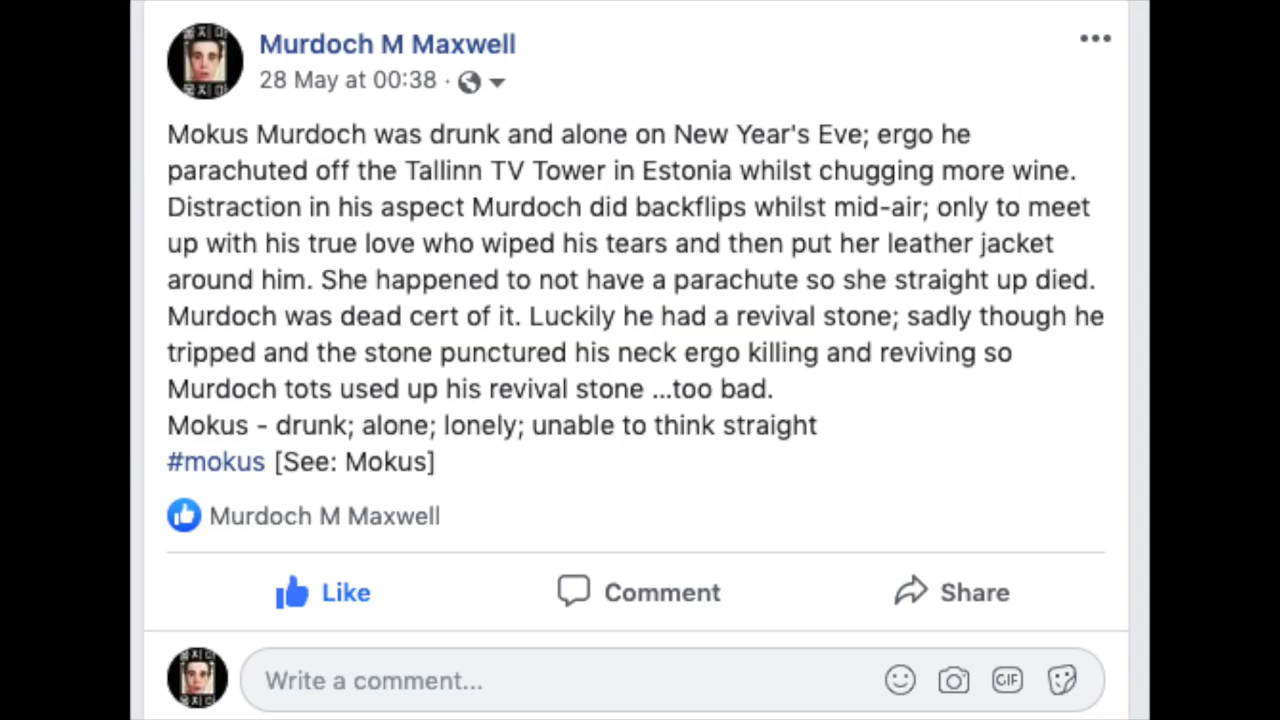 Murdoch M Maxwell
28 May at 00:38 ·
Mokus Murdoch was drunk and alone on New Year's Eve; ergo he
parachuted off the Tallinn TV Tower in Estonia whilst chugging more wine.
Distraction in his aspect Murdoch did backflips whilst mid-air; only to meet
up with his true love who wiped his tears and then put her leather jacket
around him. She happened to not have a parachute so she straight up died.
Murdoch was dead cert of it. Luckily he had a revival stone; sadly though he
tripped and the stone punctured his neck ergo killing and reviving so
Murdoch tots used up his revival stone ...too bad.
Mokus - drunk; alone; lonely; unable to think straight
#mokus [See: Mokus]
Murdoch M Maxwell
Like Comment Share
Write a comment... GIF